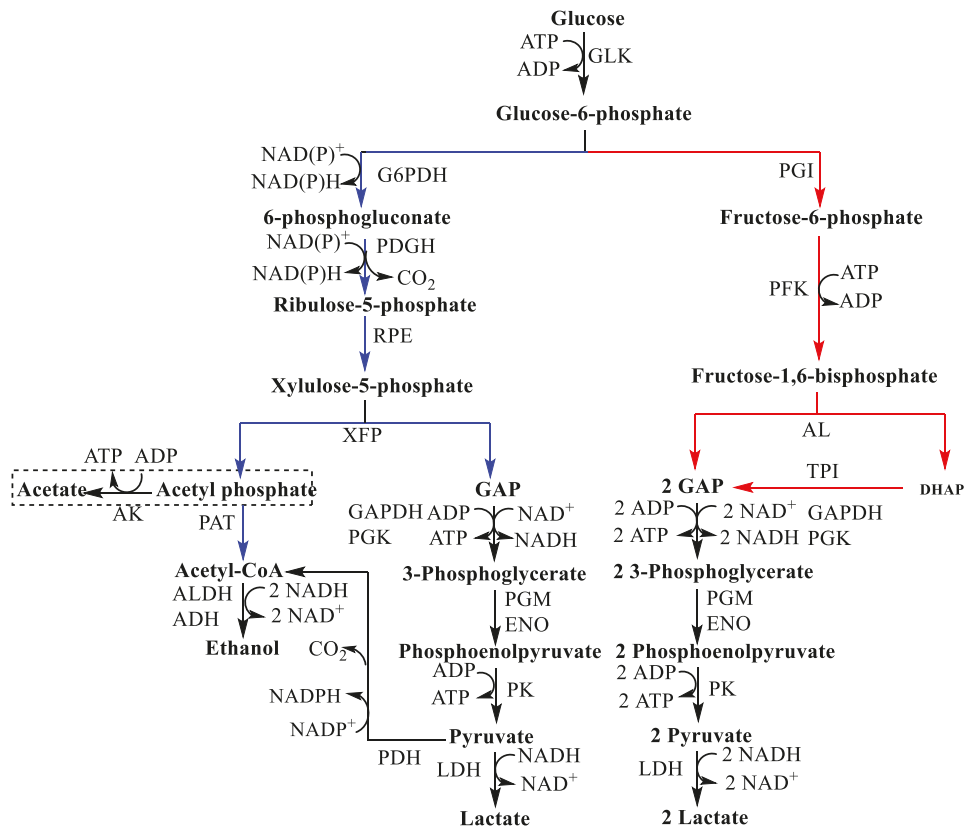 Glucose
ATP
GLK
ADP
Glucose-6-phosphate
NAD(P)+
G6PDH
NAD(P)H
PGI
6-phosphogluconate
Fructose-6-phosphate
NAD(P)+
PDGH
NAD(P)H
CO2
ATP
PFK
ADP
Ribulose-5-phosphate
RPE
Xylulose-5-phosphate
Fructose-1,6-bisphosphate
XFP
AL
ATP ADP
TPI
Acetate
Acetyl phosphate
AK
GAP
2 GAP
DHAP
PAT
GAPDH
PGK
ADP
NAD+
ATP
NADH
2 ADP
2 NAD+
GAPDH
2 ATP
2 NADH
PGK
Acetyl-CoA
3-Phosphoglycerate
2 3-Phosphoglycerate
ALDH
2 NADH
ADH
2 NAD+
PGM
ENO
PGM
ENO
Ethanol
CO2
Phosphoenolpyruvate
2 Phosphoenolpyruvate
ADP
PK
ATP
2 ADP
PK
2 ATP
NADPH
NADP+
PDH
Pyruvate
2 Pyruvate
LDH
NADH
NAD+
LDH
2 NADH
2 NAD+
Lactate
2 Lactate